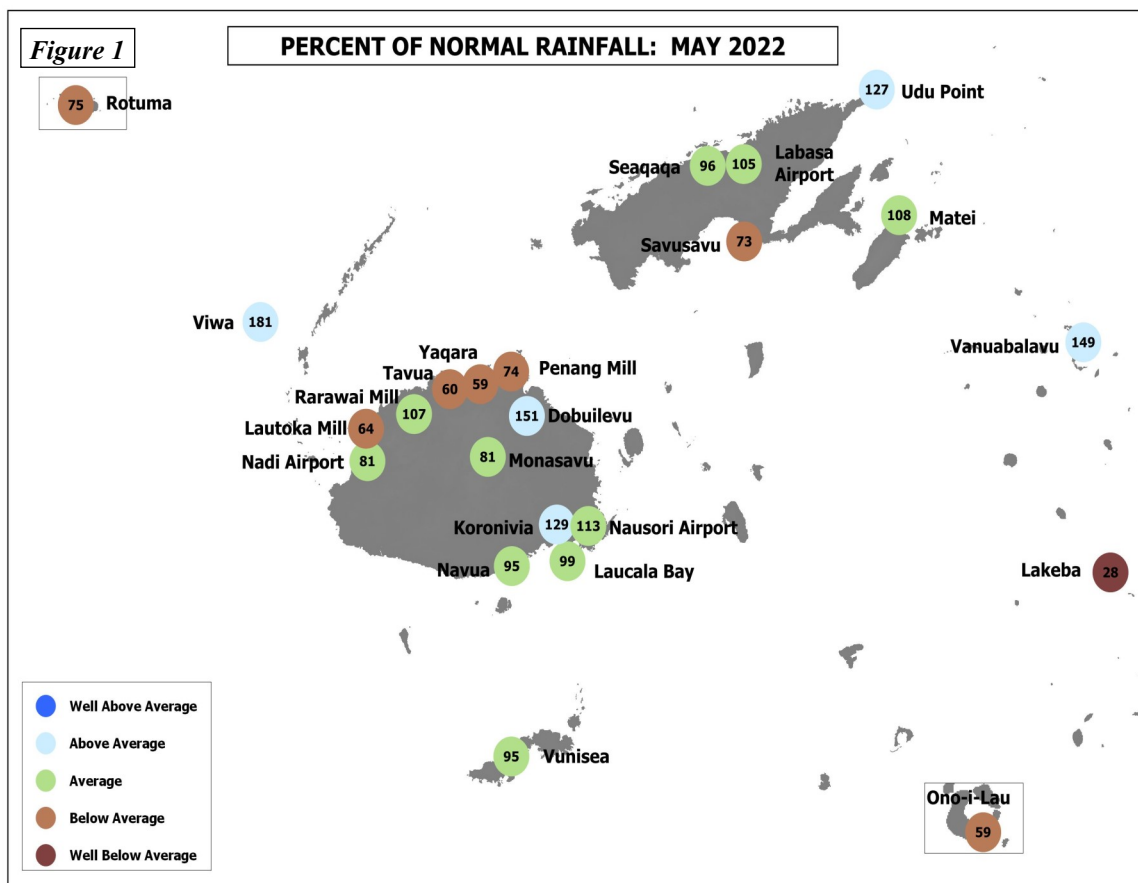 Figure 1
PERCENT OF NORMAL RAINFALL: MAY 2022
75
Rotuma
127
Udu Point
Seaqaqa
96
105
Labasa
Airport
108
Matei
Savusavu
73
Viwa
181
Vanuabalavu
149
Yaqara
Tavua
60
59
74
Penang Mill
Rarawai Mill
107
151
Dobuilevu
Lautoka Mill
64
Nadi Airport
81
81
Monasavu
Koronivia
129
113
Nausori Airport
Navua
95
99
Laucala Bay
Lakeba
28
95
Vunisea
Ono-i-Lau
59
Well Above Average
Above Average
Average
Below Average
Well Below Average